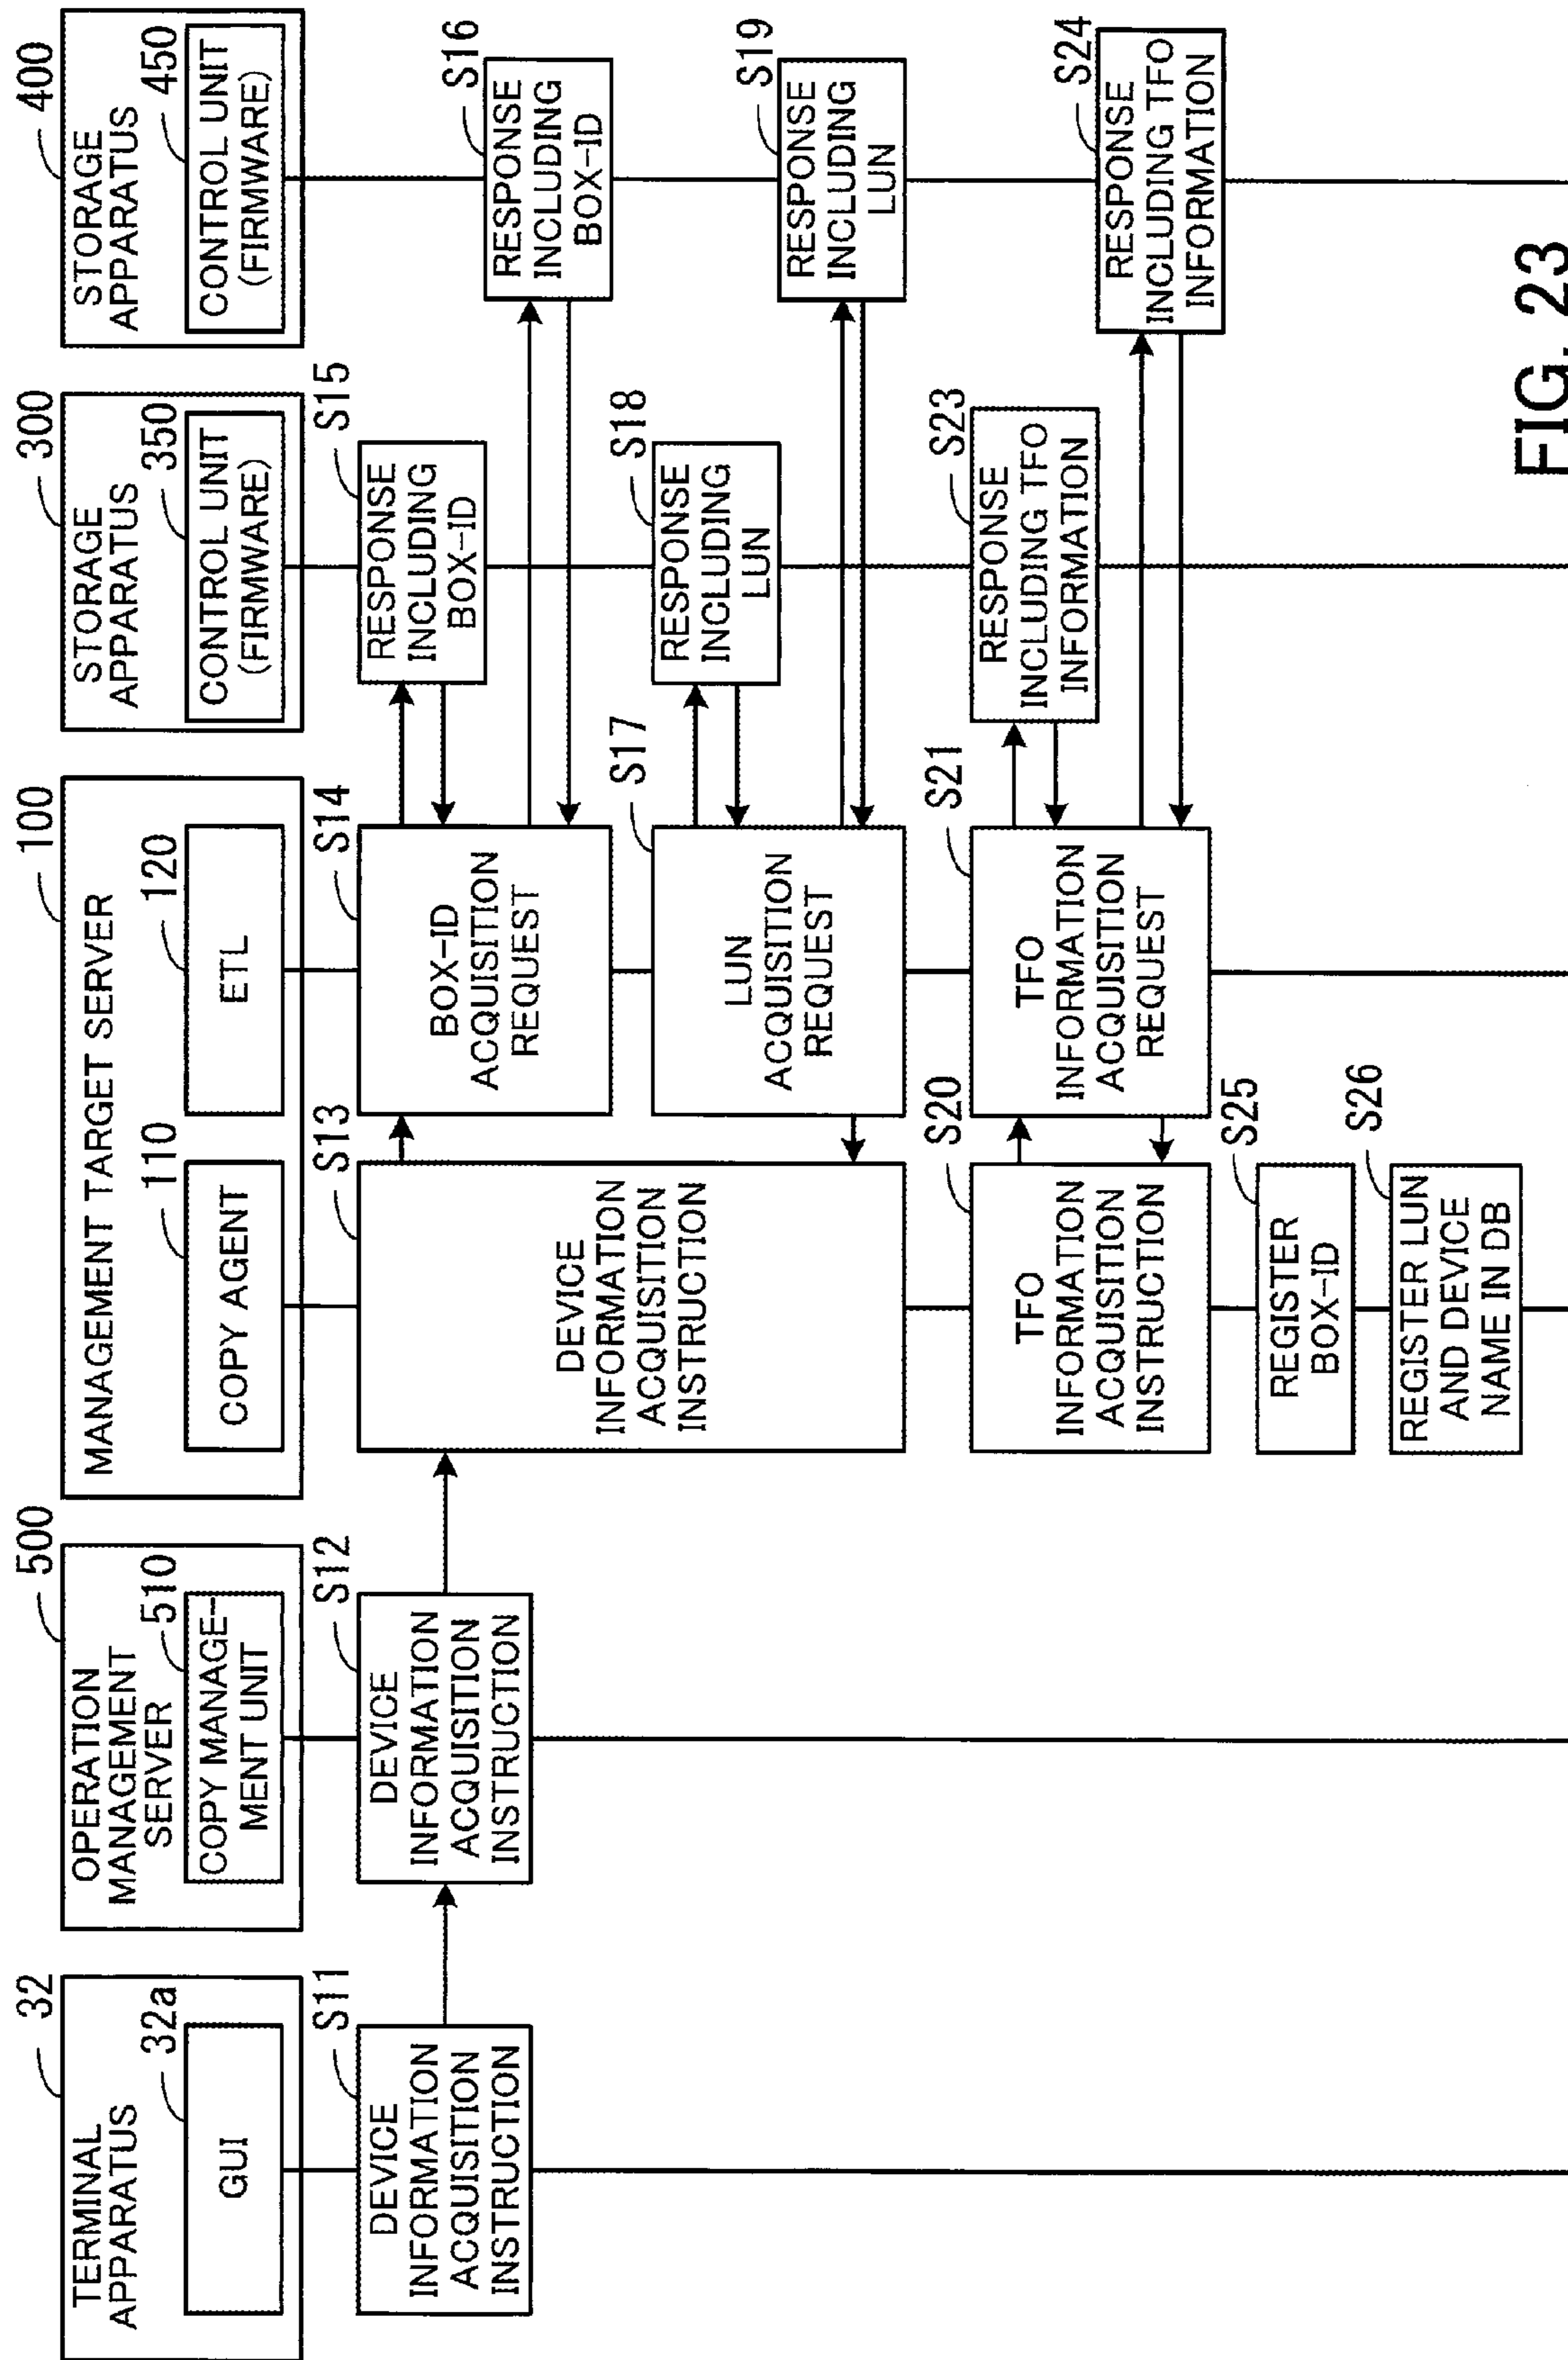 32
TERMINAL
APPARATUS
32a
GUI
500
OPERATION
MANAGEMENT
SERVER
510
COPY MANAGE-
MENT UNIT
100
MANAGEMENT TARGET SERVER
110
COPY AGENT
120
ETL
300
STORAGE
APPARATUS
350
CONTROL UNIT
(FIRMWARE)
400
STORAGE
APPARATUS
450
CONTROL UNIT
(FIRMWARE)
S11
DEVICE
INFORMATION
ACQUISITION
INSTRUCTION
S12
DEVICE
INFORMATION
ACQUISITION
INSTRUCTION
S13
DEVICE
INFORMATION
ACQUISITION
INSTRUCTION
S14
BOX-ID
ACQUISITION
REQUEST
S15
RESPONSE
INCLUDING
BOX-ID
S16
RESPONSE
INCLUDING
BOX-ID
S17
LUN
ACQUISITION
REQUEST
S18
RESPONSE
INCLUDING
LUN
S19
RESPONSE
INCLUDING
LUN
S20
TFO
INFORMATION
ACQUISITION
INSTRUCTION
S21
TFO
INFORMATION
ACQUISITION
REQUEST
S23
RESPONSE
INCLUDING TFO
INFORMATION
S24
RESPONSE
INCLUDING TFO
INFORMATION
S25
REGISTER
BOX-ID
S26
REGISTER LUN
AND DEVICE
NAME IN DB
FIG. 23